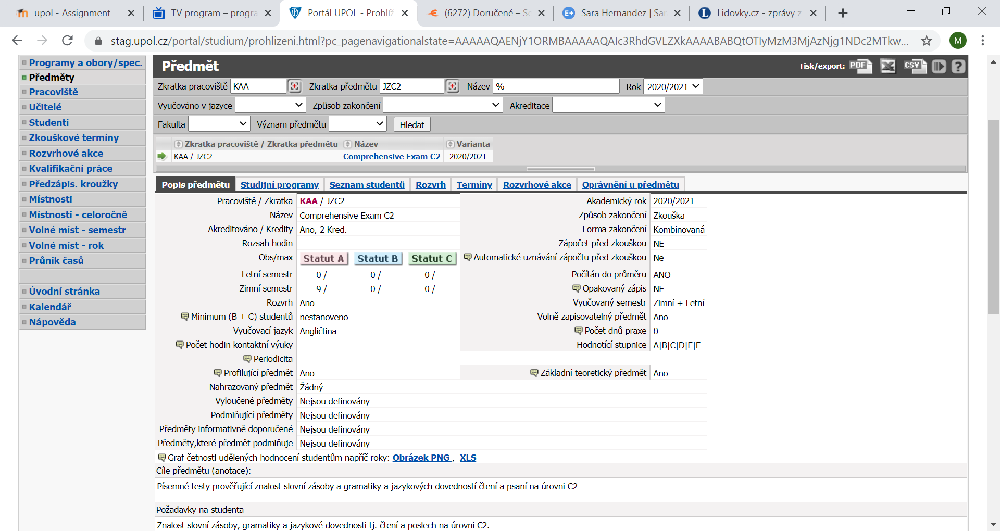 upol - Assignment
TV program – progra
Portál UPOL - Prohlíž
(6272) Doručené – Se
E+ Sara Hernandez | Sar
L Lidovky.cz - zprávy z
stag.upol.cz/portal/studium/prohlizeni.html?pc_pagenavigationalstate=AAAAAQAENjY1ORMBAAAAAQAIc3RhdGVLZXkAAAABABQtOTIyMzM3MjAzNjg1NDc2MTkw...
M
Programy a obory/spec.
Předměty
Pracoviště
Učitelé
Studenti
Zkouškové termíny
Rozvrhové akce
Kvalifikační práce
Předzápis. kroužky
Místnosti
Místnosti - celoročně
Volné míst - semestr
Volné míst - rok
Průnik časů
Úvodní stránka
Kalendář
Nápověda
Předmět
Tisk/export: PDF X CSV ?
Zkratka pracoviště KAA Zkratka předmětu JZC2 Název % Rok 2020/2021
Vyučováno v jazyce Způsob zakončení Akreditace
Fakulta Význam předmětu Hledat
Zkratka pracoviště / Zkratka předmětu Název Varianta
KAA / JZC2 Comprehensive Exam C2 2020/2021
Popis předmětu Studijní programy Seznam studentů Rozvrh Termíny Rozvrhové akce Oprávnění u předmětu
Pracoviště / Zkratka KAA / JZC2 Akademický rok 2020/2021
Název Comprehensive Exam C2 Způsob zakončení Zkouška
Akreditováno / Kredity Ano, 2 Kred. Forma zakončení Kombinovaná
Rozsah hodin Zápočet před zkouškou NE
Obs/max Statut A Statut B Statut C Automatické uznávání zápočtu před zkouškou Ne
Letní semestr 0 / - 0 / - 0 / - Počítán do průměru ANO
Zimní semestr 9 / - 0 / - 0 / - Opakovaný zápis NE
Rozvrh Ano Vyučovaný semestr Zimní + Letní
Minimum (B + C) studentů nestanoveno Volně zapisovatelný předmět Ano
Vyučovací jazyk Angličtina Počet dnů praxe 0
Počet hodin kontaktní výuky Hodnotící stupnice A|B|C|D|E|F
Periodicita
Profilující předmět Ano Základní teoretický předmět Ano
Nahrazovaný předmět Žádný
Vyloučené předměty Nejsou definovány
Podmiňující předměty Nejsou definovány
Předměty informativně doporučené Nejsou definovány
Předměty,které předmět podmiňuje Nejsou definovány
Graf četnosti udělených hodnocení studentům napříč roky: Obrázek PNG , XLS
Cíle předmětu (anotace):
Písemné testy prověřující znalost slovní zásoby a gramatiky a jazykových dovedností čtení a psaní na úrovni C2
Požadavky na studenta
Znalost slovní zásoby, gramatiky a jazykové dovednosti tj. čtení a poslech na úrovni C2.